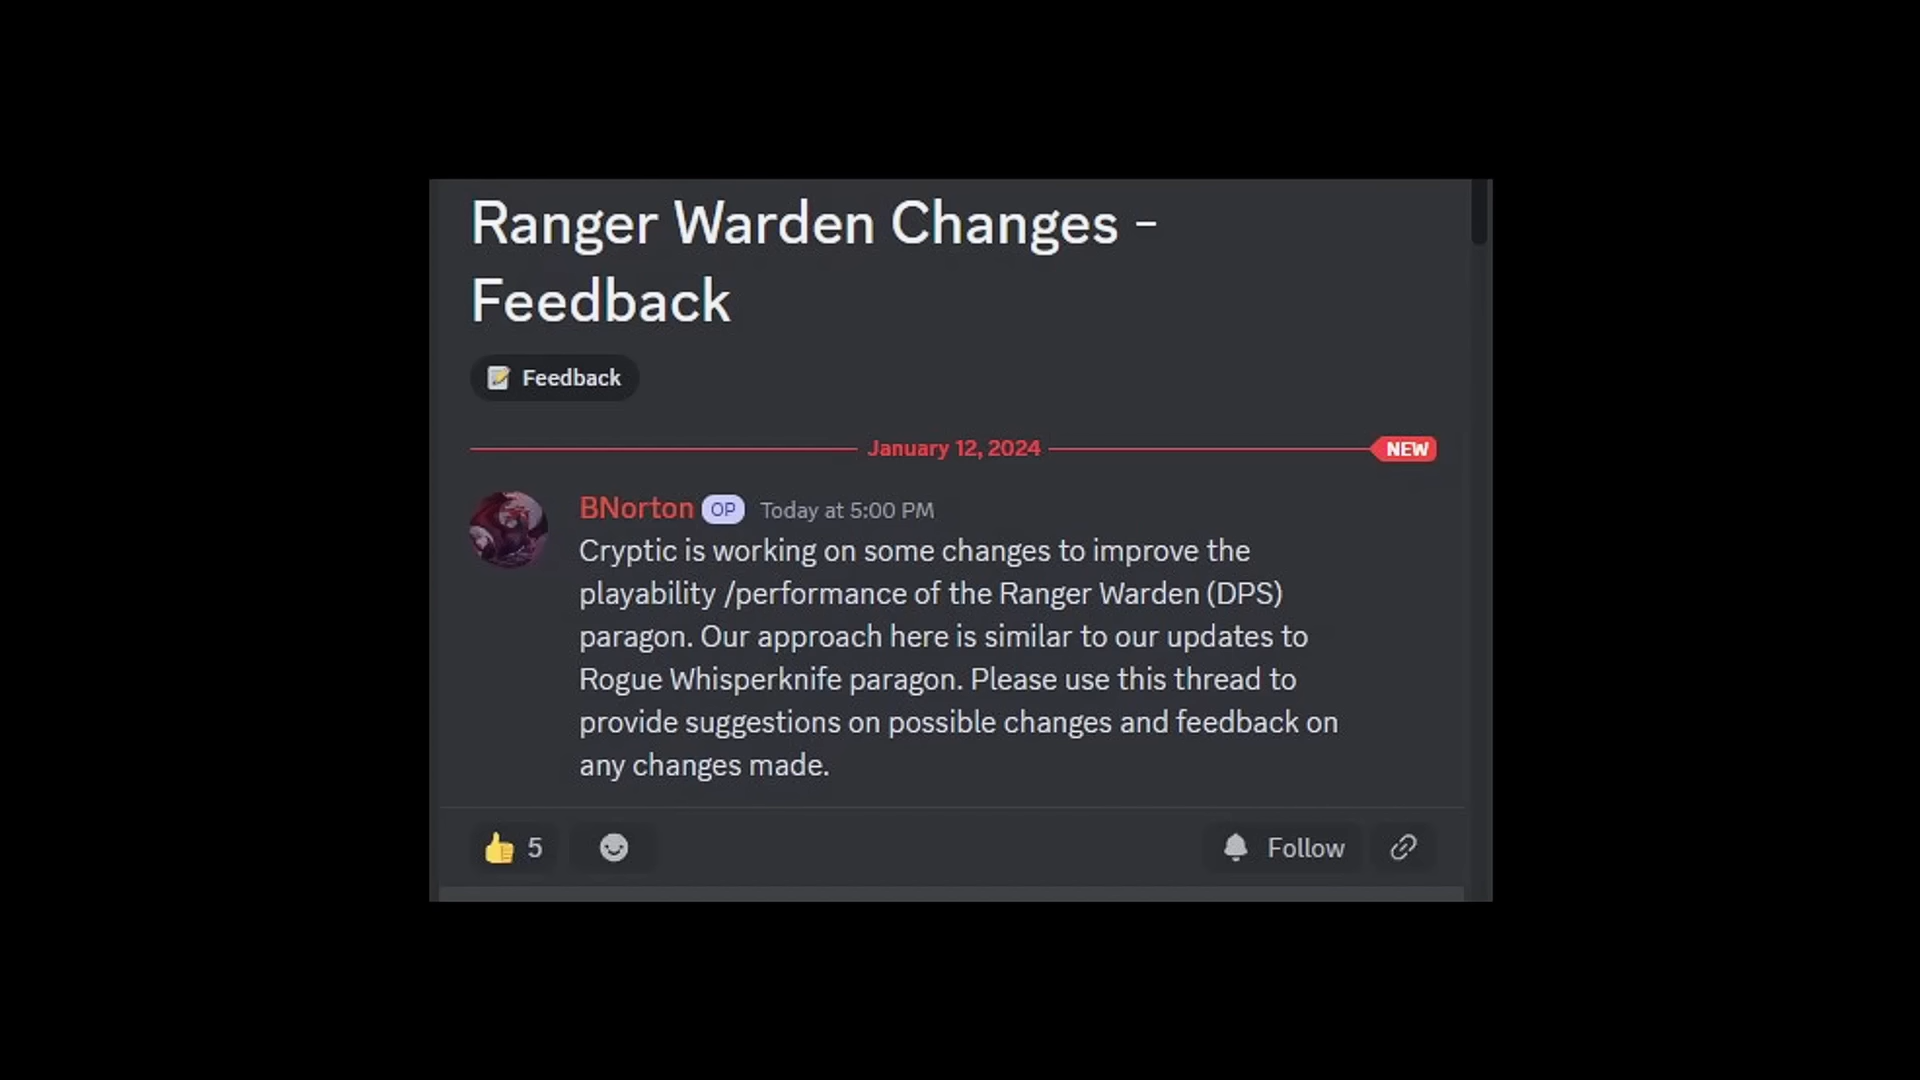 Ranger Warden Changes -
Feedback
Feedback
January 12, 2024
NEW
BNorton OP Today at 5:00 PM
Cryptic is working on some changes to improve the
playability /performance of the Ranger Warden (DPS)
paragon. Our approach here is similar to our updates to
Rogue Whisperknife paragon. Please use this thread to
provide suggestions on possible changes and feedback on
any changes made.
5
Follow